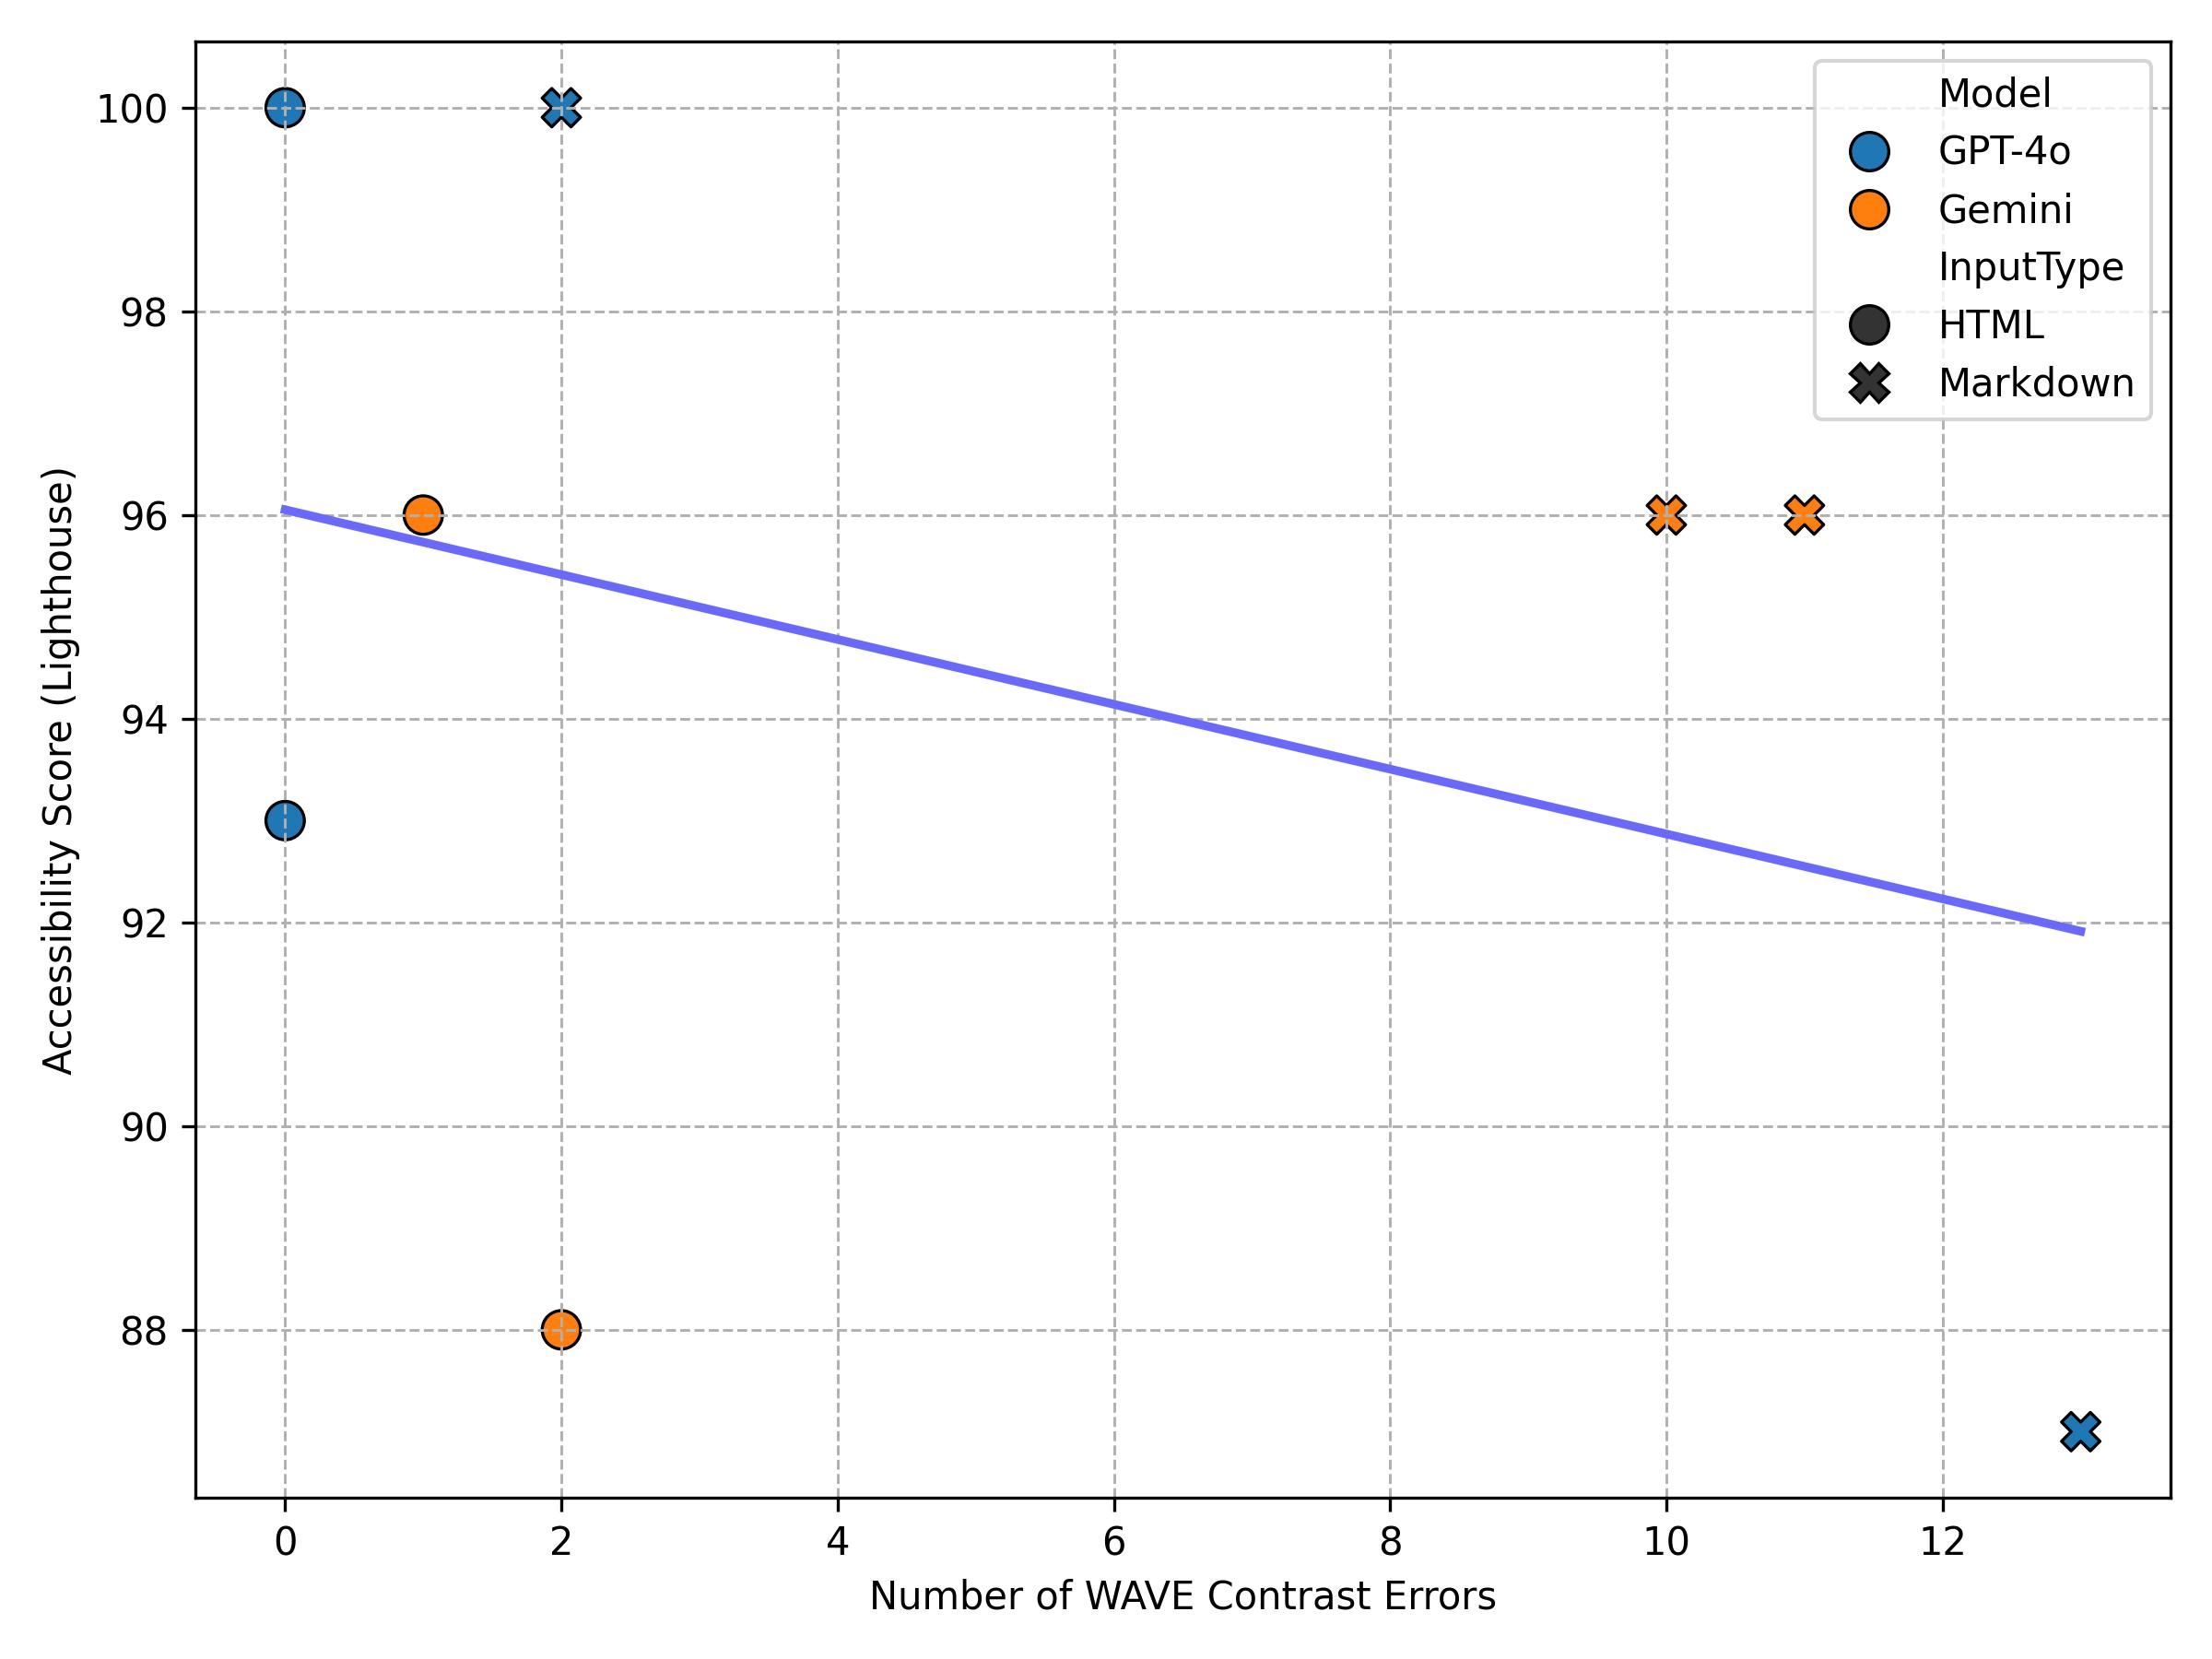 Model
GPT-4o
Gemini
InputType
HTML
Markdown
100
98
96
94
92
90
88
Accessibility Score (Lighthouse)
0 2 4 6 8 10 12
Number of WAVE Contrast Errors